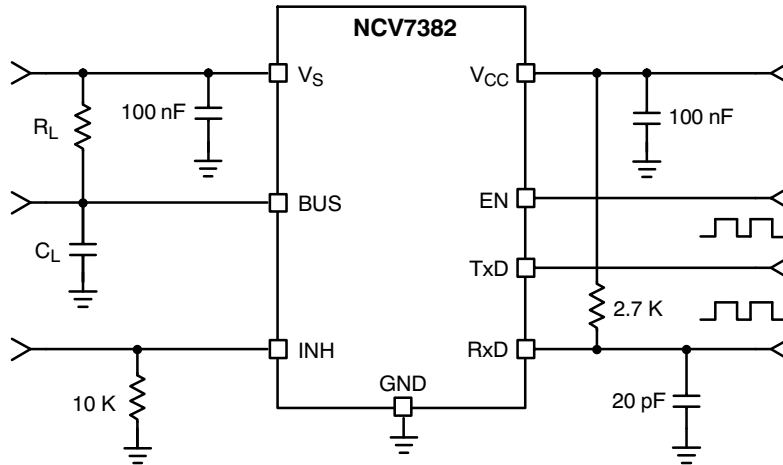 NCV7382
V_S
V_CC
100 nF
100 nF
R_L
BUS
EN
C_L
TxD
2.7 K
INH
RxD
GND
10 K
20 pF